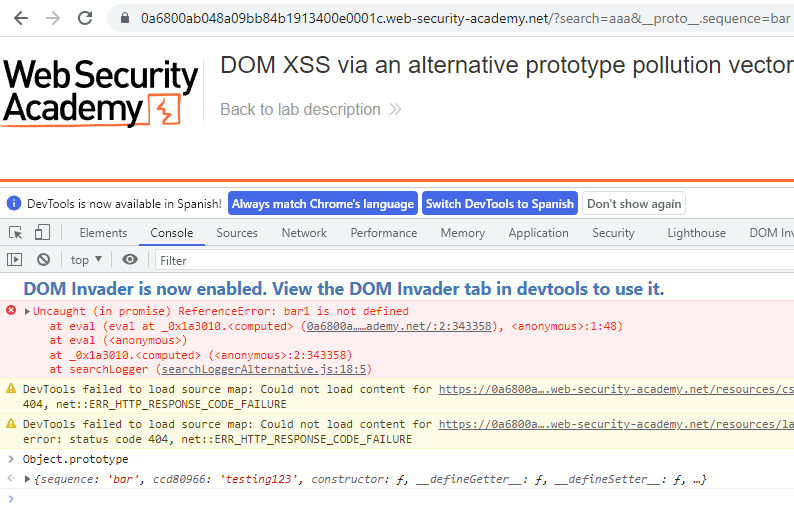 0a6800ab048a09bb84b1913400e0001c.web-security-academy.net/?search=aaa&__proto__.sequence=bar
Web Security
Academy
DOM XSS via an alternative prototype pollution vector
Back to lab description
DevTools is now available in Spanish! Always match Chrome's language Switch DevTools to Spanish Don't show again
Elements Console Sources Network Performance Memory Application Security Lighthouse DOM Inv
top Filter
DOM Invader is now enabled. View the DOM Invader tab in devtools to use it.
Uncaught (in promise) ReferenceError: bar1 is not defined
at eval (eval at _0x1a3010.<computed> (0a6800a……ademy.net/:2:343358), <anonymous>:1:48)
at eval (<anonymous>)
at _0x1a3010.<computed> (<anonymous>:2:343358)
at searchLogger (searchLoggerAlternative.js:18:5)
DevTools failed to load source map: Could not load content for https://0a6800a….web-security-academy.net/resources/cs
404, net::ERR_HTTP_RESPONSE_CODE_FAILURE
DevTools failed to load source map: Could not load content for https://0a6800a….web-security-academy.net/resources/la
error: status code 404, net::ERR_HTTP_RESPONSE_CODE_FAILURE
Object.prototype
{sequence: 'bar', ccd80966: 'testing123', constructor: ƒ, __defineGetter__: ƒ, __defineSetter__: ƒ, …}